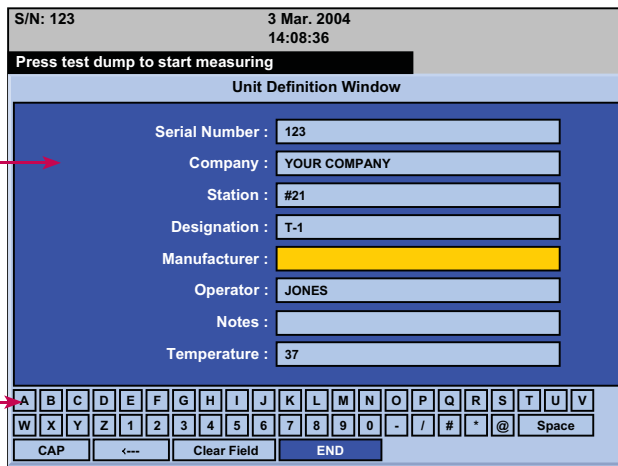 S/N: 123 3 Mar. 2004
14:08:36
Press test dump to start measuring
Unit Definition Window
Serial Number : 123
Company : YOUR COMPANY
Station : #21
Designation : T-1
Manufacturer :
Operator : JONES
Notes :
Temperature : 37
A B C D E F G H I J K L M N O P Q R S T U V
W X Y Z 1 2 3 4 5 6 7 8 9 0 - / # * @ Space
CAP <--- Clear Field END